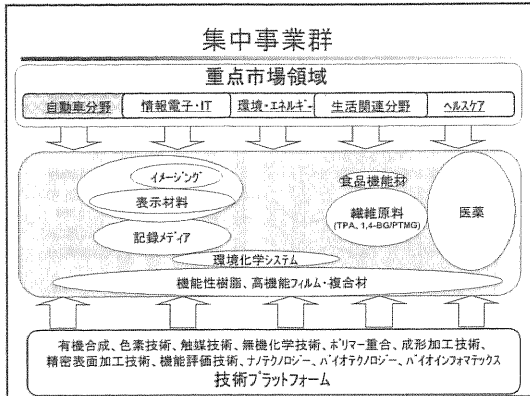 集中事業群
重点市場領域
自動車分野
情報電子・IT
環境・エネルギー
生活関連分野
ヘルスケア
イメージング
表示材料
記録メディア
環境化学システム
食品機能材
繊維原料
(TPA, 1,4-BG/PTMG)
医薬
機能性樹脂、高機能フィルム・複合材
有機合成、色素技術、触媒技術、無機化学技術、ポリマー重合、成形加工技術、
精密表面加工技術、機能評価技術、ナノテクノロジー、バイオテクノロジー、バイオインフォマテックス
技術プラットフォーム